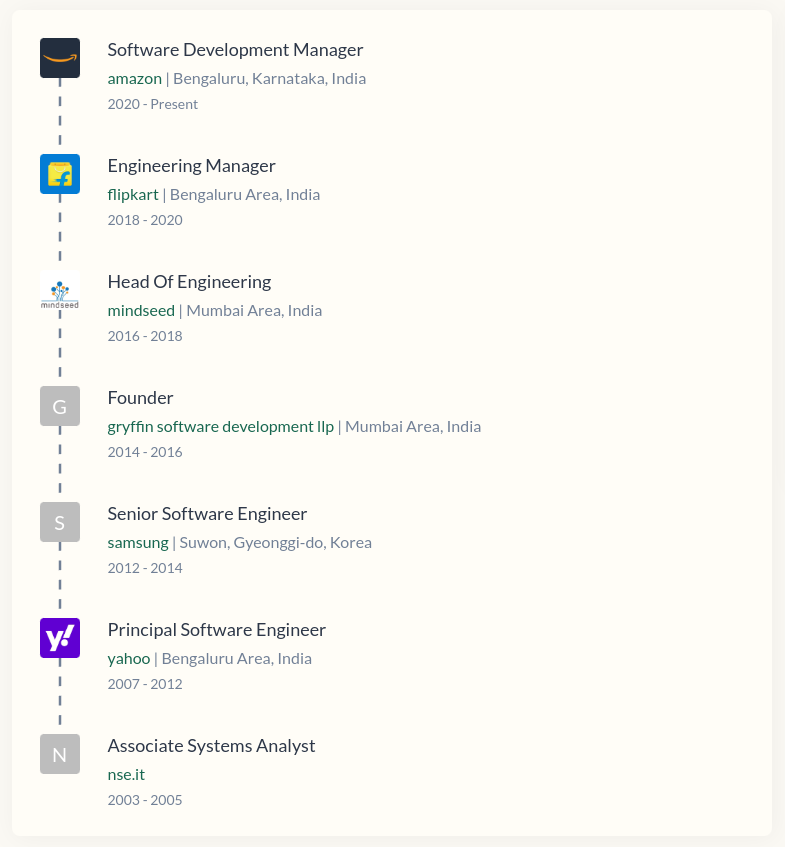 Software Development Manager
amazon | Bengaluru, Karnataka, India
2020 - Present
Engineering Manager
flipkart | Bengaluru Area, India
2018 - 2020
Head Of Engineering
mindseed
mindseed | Mumbai Area, India
2016 - 2018
G
Founder
gryffin software development llp | Mumbai Area, India
2014 - 2016
S
Senior Software Engineer
samsung | Suwon, Gyeonggi-do, Korea
2012 - 2014
y!
Principal Software Engineer
yahoo | Bengaluru Area, India
2007 - 2012
N
Associate Systems Analyst
nse.it
2003 - 2005